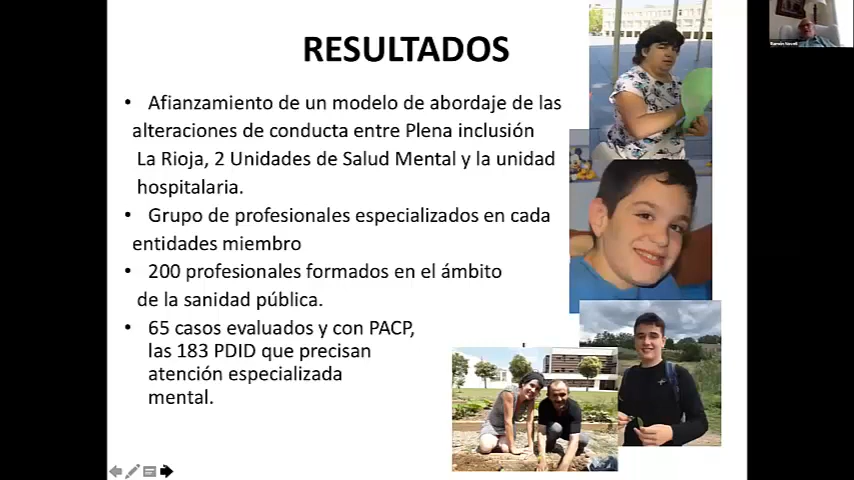 RESULTADOS
• Afianzamiento de un modelo de abordaje de las
alteraciones de conducta entre Plena inclusión
La Rioja, 2 Unidades de Salud Mental y la unidad
hospitalaria.
• Grupo de profesionales especializados en cada
entidades miembro
• 200 profesionales formados en el ámbito
de la sanidad pública.
• 65 casos evaluados y con PACP,
las 183 PDID que precisan
atención especializada
mental.
Ramón Novell